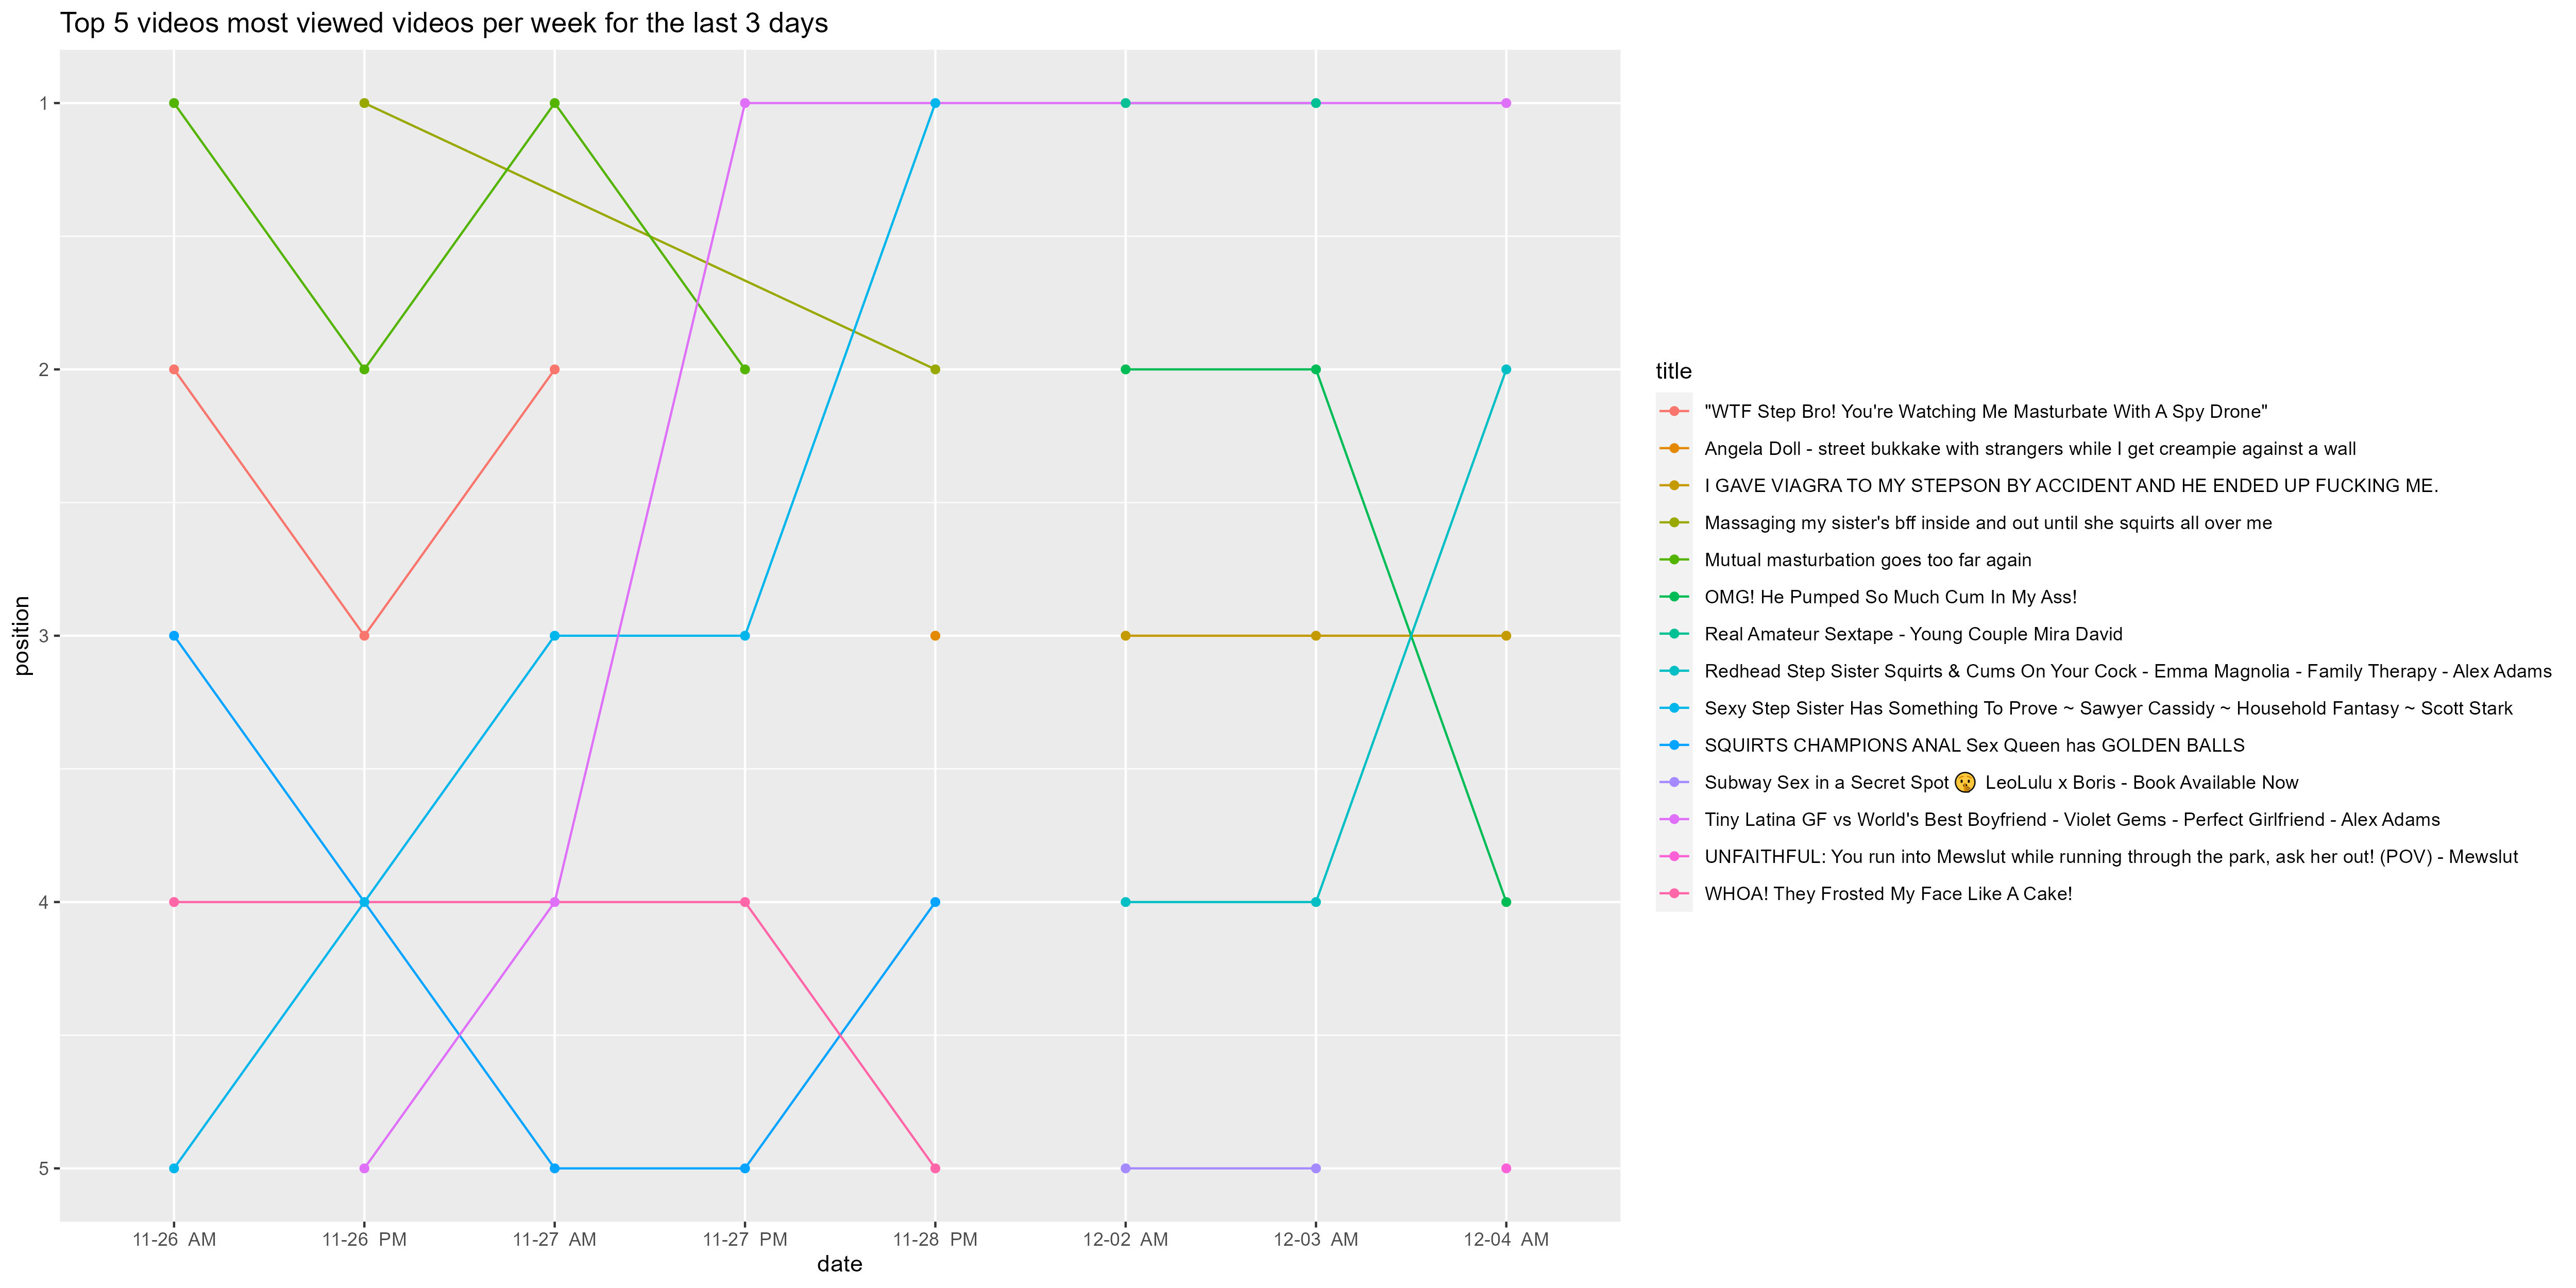 Top 5 videos most viewed videos per week for the last 3 days
position
1
2
3
4
5
11-26 AM
11-26 PM
11-27 AM
11-27 PM
11-28 PM
12-02 AM
12-03 AM
12-04 AM
date
title
"WTF Step Bro! You're Watching Me Masturbate With A Spy Drone"
Angela Doll - street bukkake with strangers while I get creampie against a wall
I GAVE VIAGRA TO MY STEPSON BY ACCIDENT AND HE ENDED UP FUCKING ME.
Massaging my sister's bff inside and out until she squirts all over me
Mutual masturbation goes too far again
OMG! He Pumped So Much Cum In My Ass!
Real Amateur Sextape - Young Couple Mira David
Redhead Step Sister Squirts & Cums On Your Cock - Emma Magnolia - Family Therapy - Alex Adams
Sexy Step Sister Has Something To Prove ~ Sawyer Cassidy ~ Household Fantasy ~ Scott Stark
SQUIRTS CHAMPIONS ANAL Sex Queen has GOLDEN BALLS
Subway Sex in a Secret Spot 🤫 LeoLulu x Boris - Book Available Now
Tiny Latina GF vs World's Best Boyfriend - Violet Gems - Perfect Girlfriend - Alex Adams
UNFAITHFUL: You run into Mewslut while running through the park, ask her out! (POV) - Mewslut
WHOA! They Frosted My Face Like A Cake!